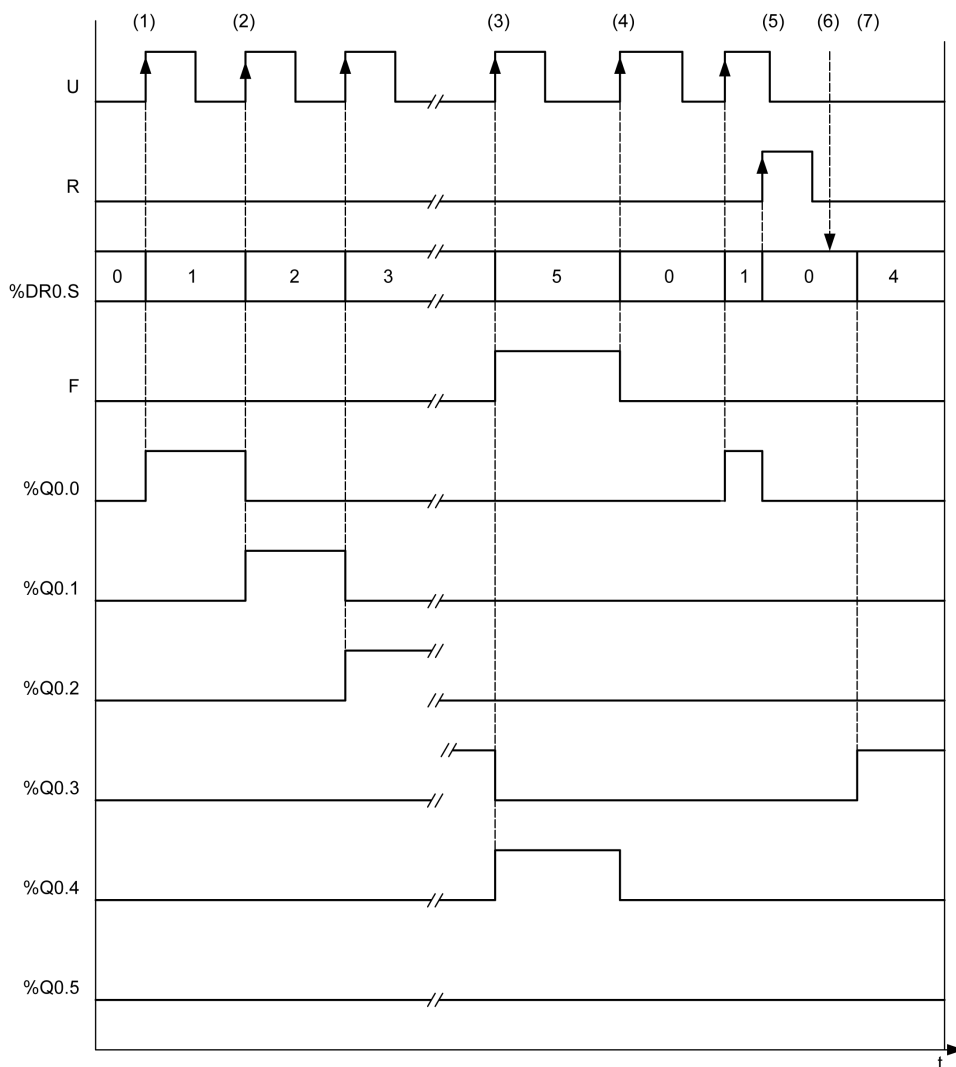 (1) (2) (3) (4) (5) (6) (7)
U
R
%DR0.S 0 1 2 3 5 0 1 0 4
F
%Q0.0
%Q0.1
%Q0.2
%Q0.3
%Q0.4
%Q0.5
t